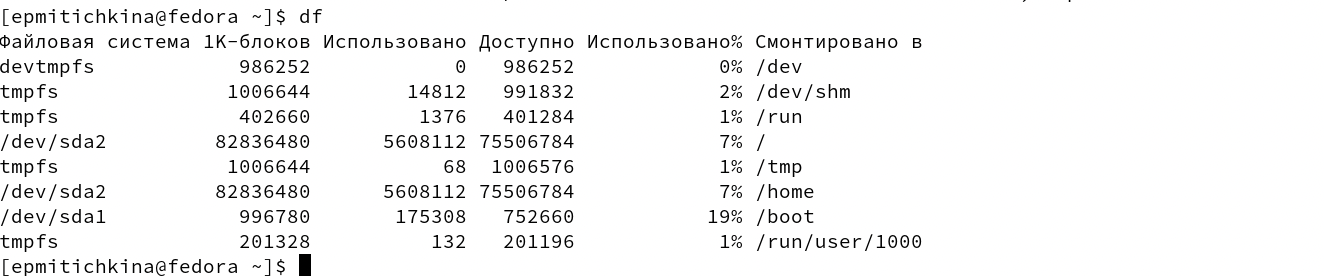 [epmitichkina@fedora ~]$ df
Файловая система 1K-блоков Использовано Доступно Использовано% Смонтировано в
devtmpfs 986252 0 986252 0% /dev
tmpfs 1006644 14812 991832 2% /dev/shm
tmpfs 402660 1376 401284 1% /run
/dev/sda2 82836480 5608112 75506784 7% /
tmpfs 1006644 68 1006576 1% /tmp
/dev/sda2 82836480 5608112 75506784 7% /home
/dev/sda1 996780 175308 752660 19% /boot
tmpfs 201328 132 201196 1% /run/user/1000
[epmitichkina@fedora ~]$